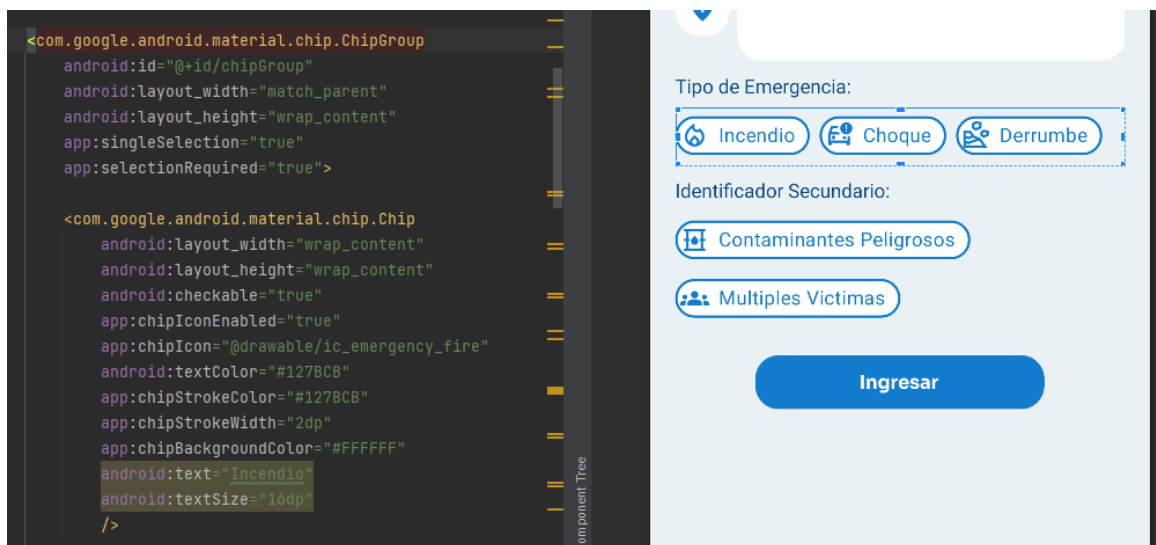 <com.google.android.material.chip.ChipGroup
android:id="@+id/chipGroup"
android:layout_width="match_parent"
android:layout_height="wrap_content"
app:singleSelection="true"
app:selectionRequired="true">
<com.google.android.material.chip.Chip
android:layout_width="wrap_content"
android:layout_height="wrap_content"
android:checkable="true"
app:chipIconEnabled="true"
app:chipIcon="@drawable/ic_emergency_fire"
android:textColor="#127BCB"
app:chipStrokeColor="#127BCB"
app:chipStrokeWidth="2dp"
app:chipBackgroundColor="#FFFFFF"
android:text="Incendio"
android:textSize="16dp"
/>
omponent Tree
Tipo de Emergencia:
Incendio Choque Derrumbe
Identificador Secundario:
Contaminantes Peligrosos
Multiples Victimas
Ingresar